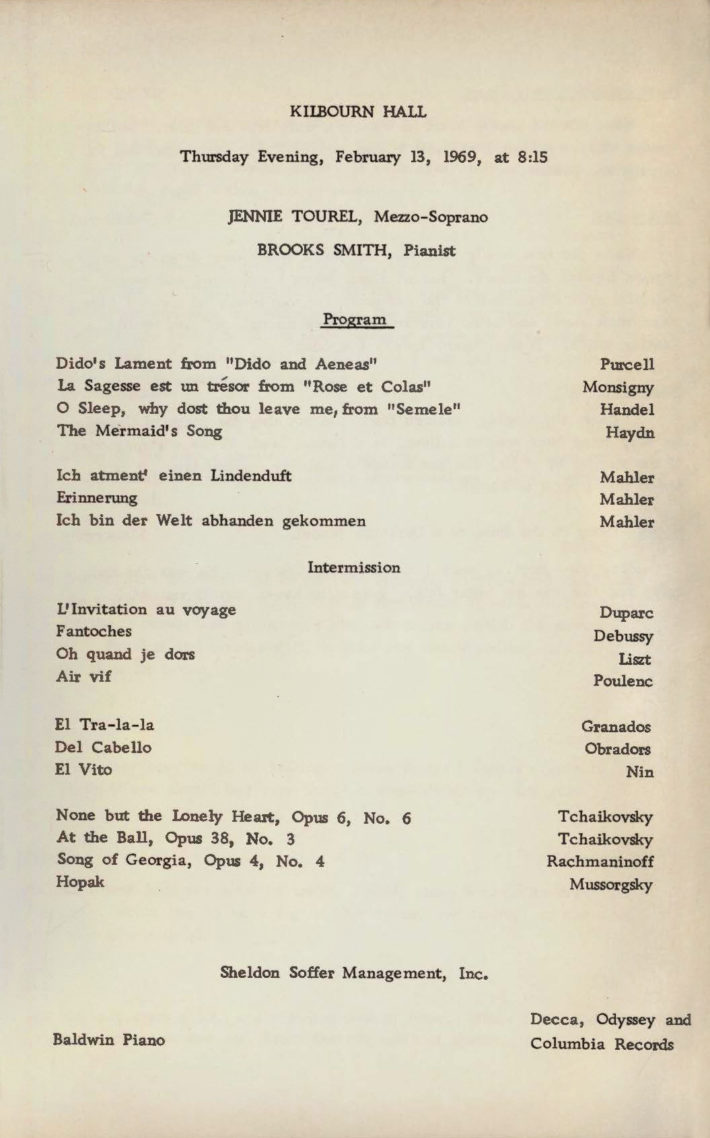 KILBOURN HALL
Thursday Evening, February 13, 1969, at 8:15
JENNIE TOUREL, Mezzo-Soprano
BROOKS SMITH, Pianist
Program
Dido's Lament from "Dido and Aeneas" Purcell
La Sagesse est un trésor from "Rose et Colas" Monsigny
O Sleep, why dost thou leave me, from "Semele" Handel
The Mermaid's Song Haydn
Ich atment' einen Lindenduft Mahler
Erinnerung Mahler
Ich bin der Welt abhanden gekommen Mahler
Intermission
L'Invitation au voyage Duparc
Fantoches Debussy
Oh quand je dors Liszt
Air vif Poulenc
El Tra-la-la Granados
Del Cabello Obradors
El Vito Nin
None but the Lonely Heart, Opus 6, No. 6 Tchaikovsky
At the Ball, Opus 38, No. 3 Tchaikovsky
Song of Georgia, Opus 4, No. 4 Rachmaninoff
Hopak Mussorgsky
Sheldon Soffer Management, Inc.
Baldwin Piano Decca, Odyssey and
Columbia Records